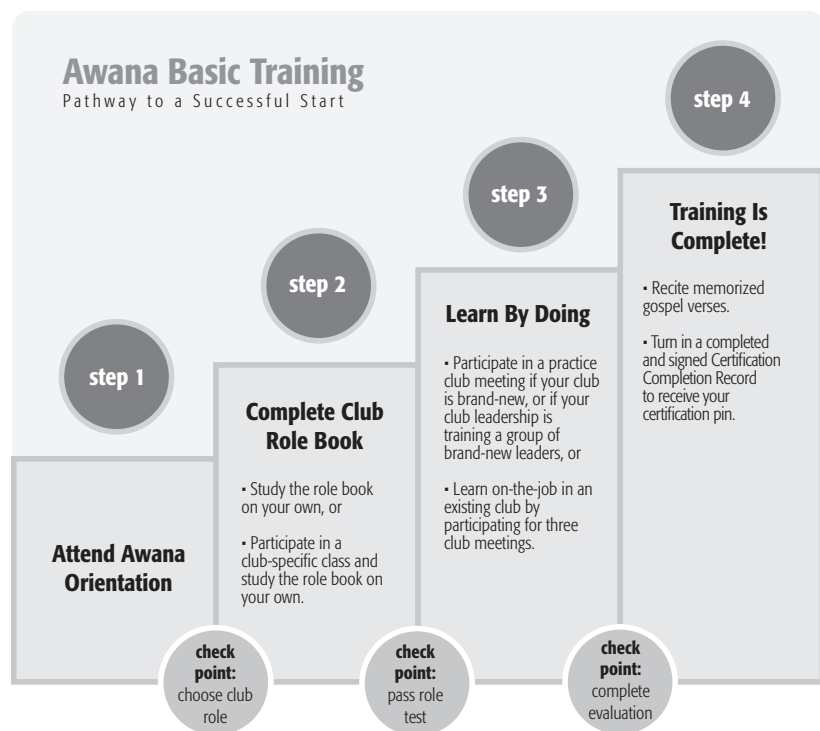 Awana Basic Training
Pathway to a Successful Start
step 1
Attend Awana
Orientation
check
point:
choose club
role
step 2
Complete Club
Role Book
▪ Study the role book
on your own, or
▪ Participate in a
club-specific class and
study the role book on
your own.
check
point:
pass role
test
step 3
Learn By Doing
▪ Participate in a practice
club meeting if your club
is brand-new, or if your
club leadership is
training a group of
brand-new leaders, or
▪ Learn on-the-job in an
existing club by
participating for three
club meetings.
check
point:
complete
evaluation
step 4
Training Is
Complete!
▪ Recite memorized
gospel verses.
▪ Turn in a completed
and signed Certification
Completion Record
to receive your
certification pin.